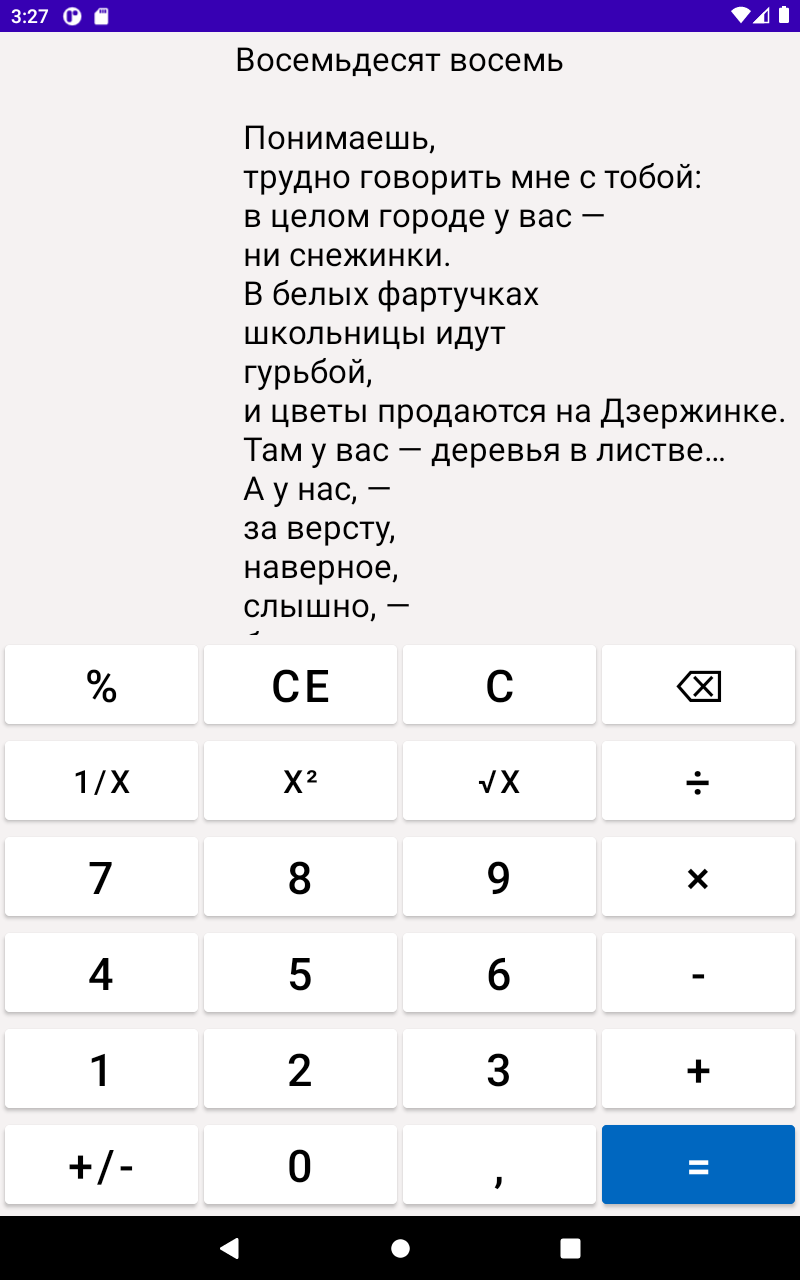 3:27
Восемьдесят восемь
Понимаешь,
трудно говорить мне с тобой:
в целом городе у вас —
ни снежинки.
В белых фартучках
школьницы идут
гурьбой,
и цветы продаются на Дзержинке.
Там у вас — деревья в листве…
А у нас, —
за версту,
наверное,
слышно, —
% CE C
1/X X² √X ÷
7 8 9 ×
4 5 6 -
1 2 3 +
+/- 0 , =